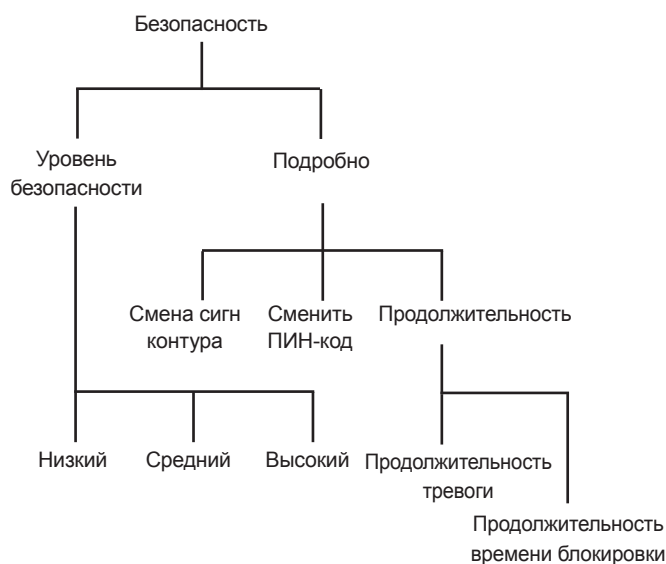 Безопасность
Уровень
безопасности
Подробно
Смена сигн
контура
Сменить
ПИН-код
Продолжительность
Низкий
Средний
Высокий
Продолжительность
тревоги
Продолжительность
времени блокировки